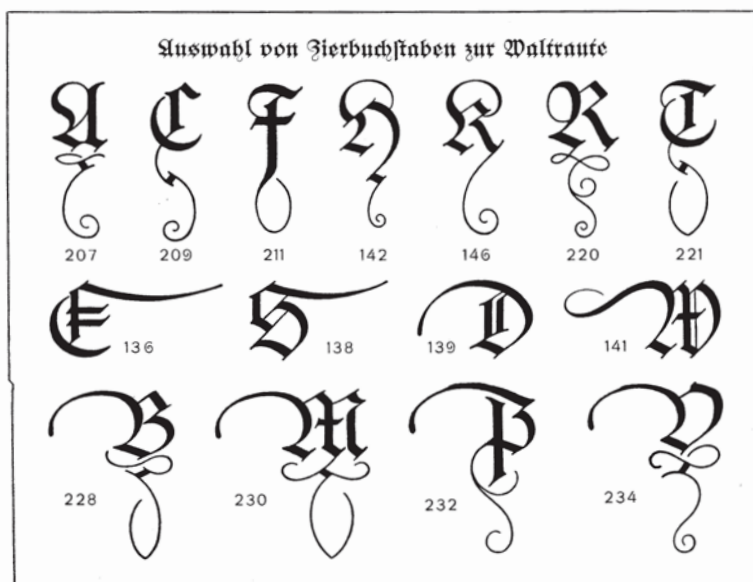 Auswahl von Zierbuchſtaben zur Waltraute
A C F H K R T
207 209 211 142 146 220 221
E 136 S 138 139 D 141 W
B M P
228 230 232 234